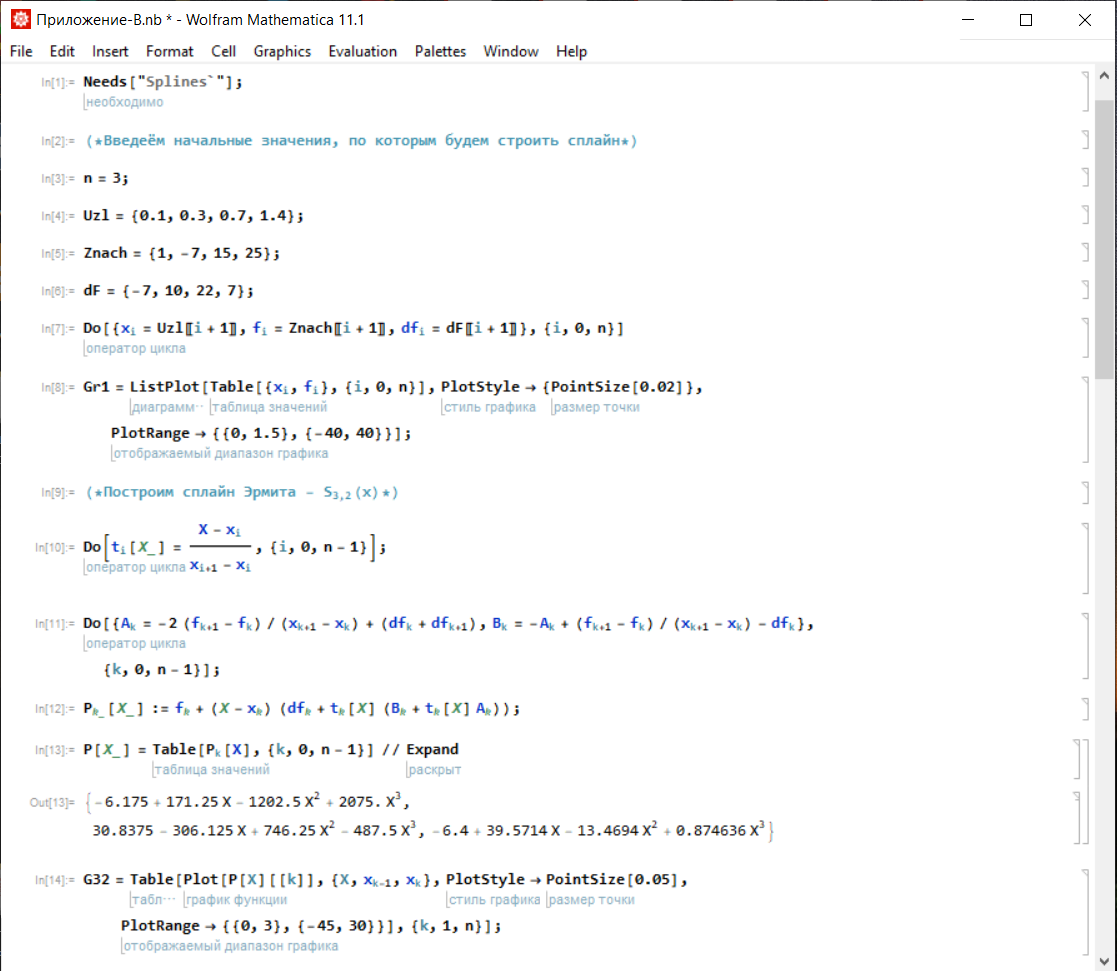 Приложение-В.nb * - Wolfram Mathematica 11.1
File Edit Insert Format Cell Graphics Evaluation Palettes Window Help
In[1]:= Needs["Splines`"];
необходимо
In[2]:= (*Введеём начальные значения, по которым будем строить сплайн*)
In[3]:= n = 3;
In[4]:= Uzl = {0.1, 0.3, 0.7, 1.4};
In[5]:= Znach = {1, -7, 15, 25};
In[6]:= dF = {-7, 10, 22, 7};
In[7]:= Do[{xᵢ = Uzl⟦i + 1⟧, fᵢ = Znach⟦i + 1⟧, dfᵢ = dF⟦i + 1⟧}, {i, 0, n}]
оператор цикла
In[8]:= Gr1 = ListPlot[Table[{xᵢ, fᵢ}, {i, 0, n}], PlotStyle → {PointSize[0.02]},
диаграмм⋯ таблица значений стиль графика размер точки
PlotRange → {{0, 1.5}, {-40, 40}}];
отображаемый диапазон графика
In[9]:= (*Построим сплайн Эрмита - S₃,₂(x)*)
In[10]:= Do[tᵢ[X_] = (X - xᵢ)/(xᵢ₊₁ - xᵢ), {i, 0, n - 1}];
оператор цикла
In[11]:= Do[{Aₖ = -2 (fₖ₊₁ - fₖ) / (xₖ₊₁ - xₖ) + (dfₖ + dfₖ₊₁), Bₖ = -Aₖ + (fₖ₊₁ - fₖ) / (xₖ₊₁ - xₖ) - dfₖ},
оператор цикла
{k, 0, n - 1}];
In[12]:= Pₖ_[X_] := fₖ + (X - xₖ) (dfₖ + tₖ[X] (Bₖ + tₖ[X] Aₖ));
In[13]:= P[X_] = Table[Pₖ[X], {k, 0, n - 1}] // Expand
таблица значений раскрыт
Out[13]= {-6.175 + 171.25 X - 1202.5 X² + 2075. X³,
30.8375 - 306.125 X + 746.25 X² - 487.5 X³, -6.4 + 39.5714 X - 13.4694 X² + 0.874636 X³}
In[14]:= G32 = Table[Plot[P[X][[k]], {X, xₖ₋₁, xₖ}, PlotStyle → PointSize[0.05],
табл⋯ график функции стиль графика размер точки
PlotRange → {{0, 3}, {-45, 30}}], {k, 1, n}];
отображаемый диапазон графика